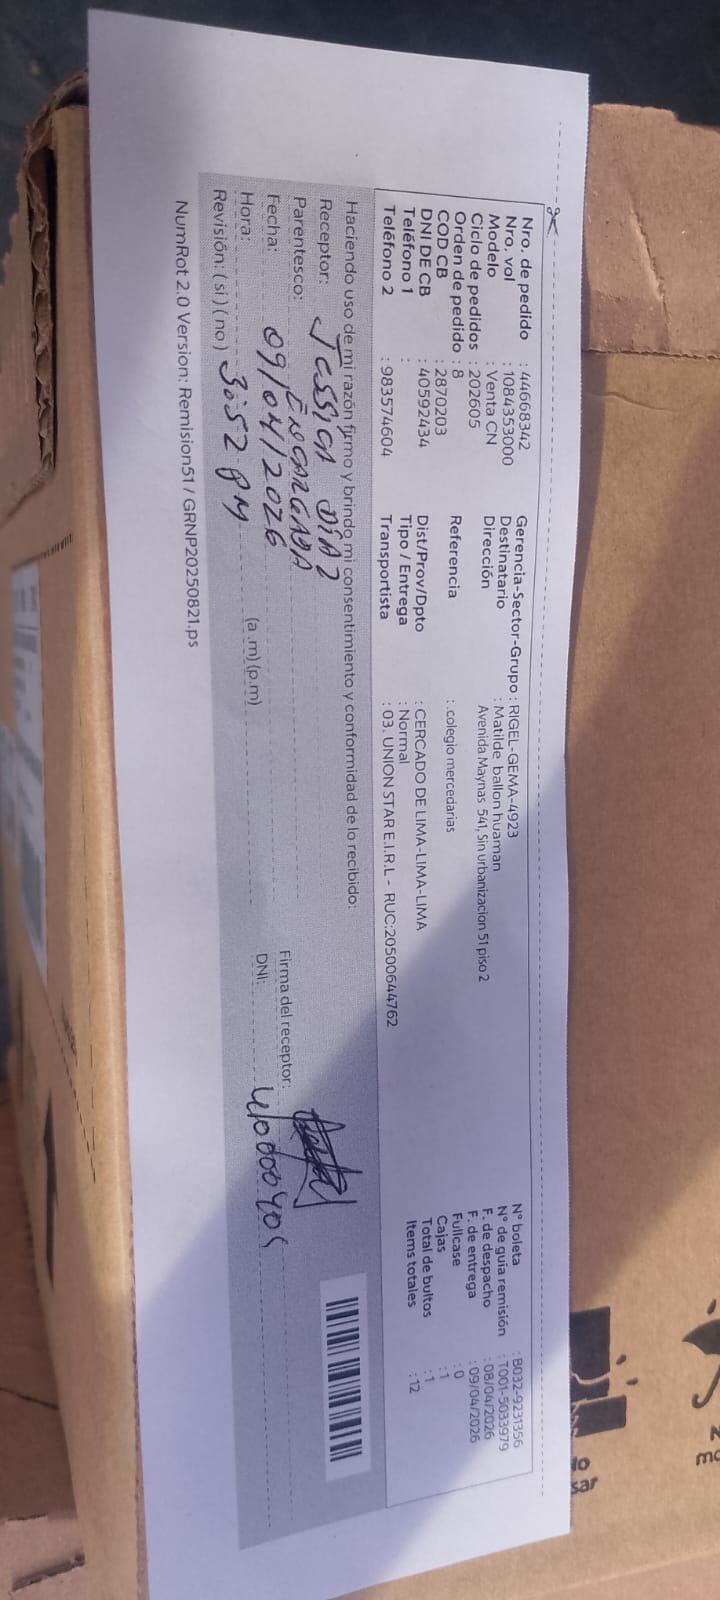 Nro. de pedido : 44668342
Nro. vol : 1084353000
Modelo : Venta CN
Ciclo de pedidos : 202605
Orden de pedido : 8
COD CB : 2870203
DNI DE CB : 40592434
Teléfono 1 :
Teléfono 2 : 983574604
Gerencia-Sector-Grupo : RIGEL-GEMA-4923
Destinatario : Matilde ballon huaman
Dirección Avenida Maynas 541, Sin urbanizacion 51 piso 2
Referencia : .colegio mercedarias
Dist/Prov/Dpto : CERCADO DE LIMA-LIMA-LIMA
Tipo / Entrega : Normal
Transportista : 03. UNION STAR E.I.R.L - RUC:20500644762
N° boleta : B032-9231356
N° de guia remisión : T001-5033979
F. de despacho : 08/04/2026
F. de entrega : 09/04/2026
Fullcase : 0
Cajas : 1
Total de bultos : 1
Items totales : 12
Haciendo uso de mi razón firmo y brindo mi consentimiento y conformidad de lo recibido:
Receptor: Jessica Diaz
Parentesco: Encargada
Fecha: 09/04/2026
Hora: 3:52 PM (a.m) (p.m)
Revisión: ( si ) ( no )
Firma del receptor:
DNI:
NumRot 2.0 Version: Remision51 / GRNP20250821.ps